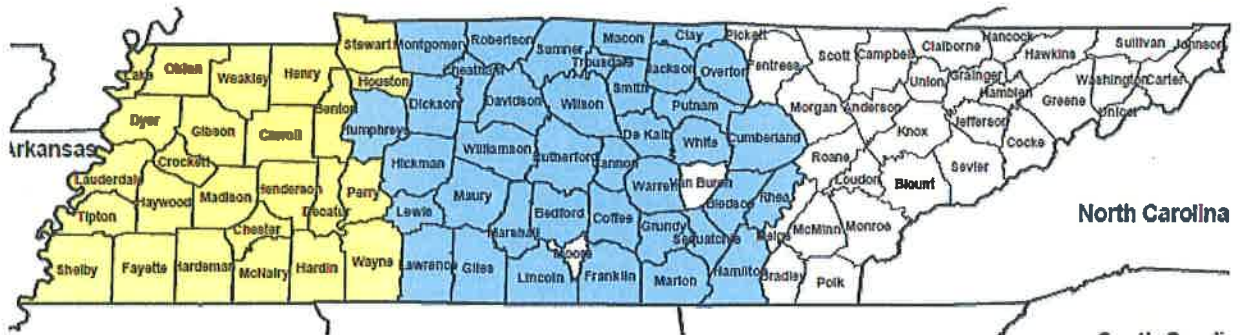 Stewart
Montgomer
Robertson
Sumner
Macon
Clay
Pickett
Lake
Obion
Weakley
Henry
Houston
Cheatham
Trousdale
Jackson
Overton
Fentress
Scott
Campbell
Claiborne
Hancock
Hawkins
Sullivan
Johnson
Dyer
Gibson
Carroll
Benton
Humphreys
Dickson
Davidson
Wilson
Smith
Putnam
Morgan
Anderson
Union
Grainger
Hamblen
Greene
Washington
Carter
Unicoi
Arkansas
Crockett
Hickman
Williamson
Rutherford
Cannon
De Kalb
White
Cumberland
Knox
Jefferson
Cocke
Lauderdale
Haywood
Madison
Henderson
Decatur
Perry
Maury
Warren
Van Buren
Bledsoe
Rhea
Roane
Loudon
Blount
Sevier
Tipton
Chester
Lewis
Marshall
Bedford
Coffee
Grundy
Sequatchie
Meigs
McMinn
Monroe
North Carolina
Shelby
Fayette
Hardeman
McNairy
Hardin
Wayne
Lawrence
Giles
Lincoln
Moore
Franklin
Marion
Hamilto
Bradley
Polk